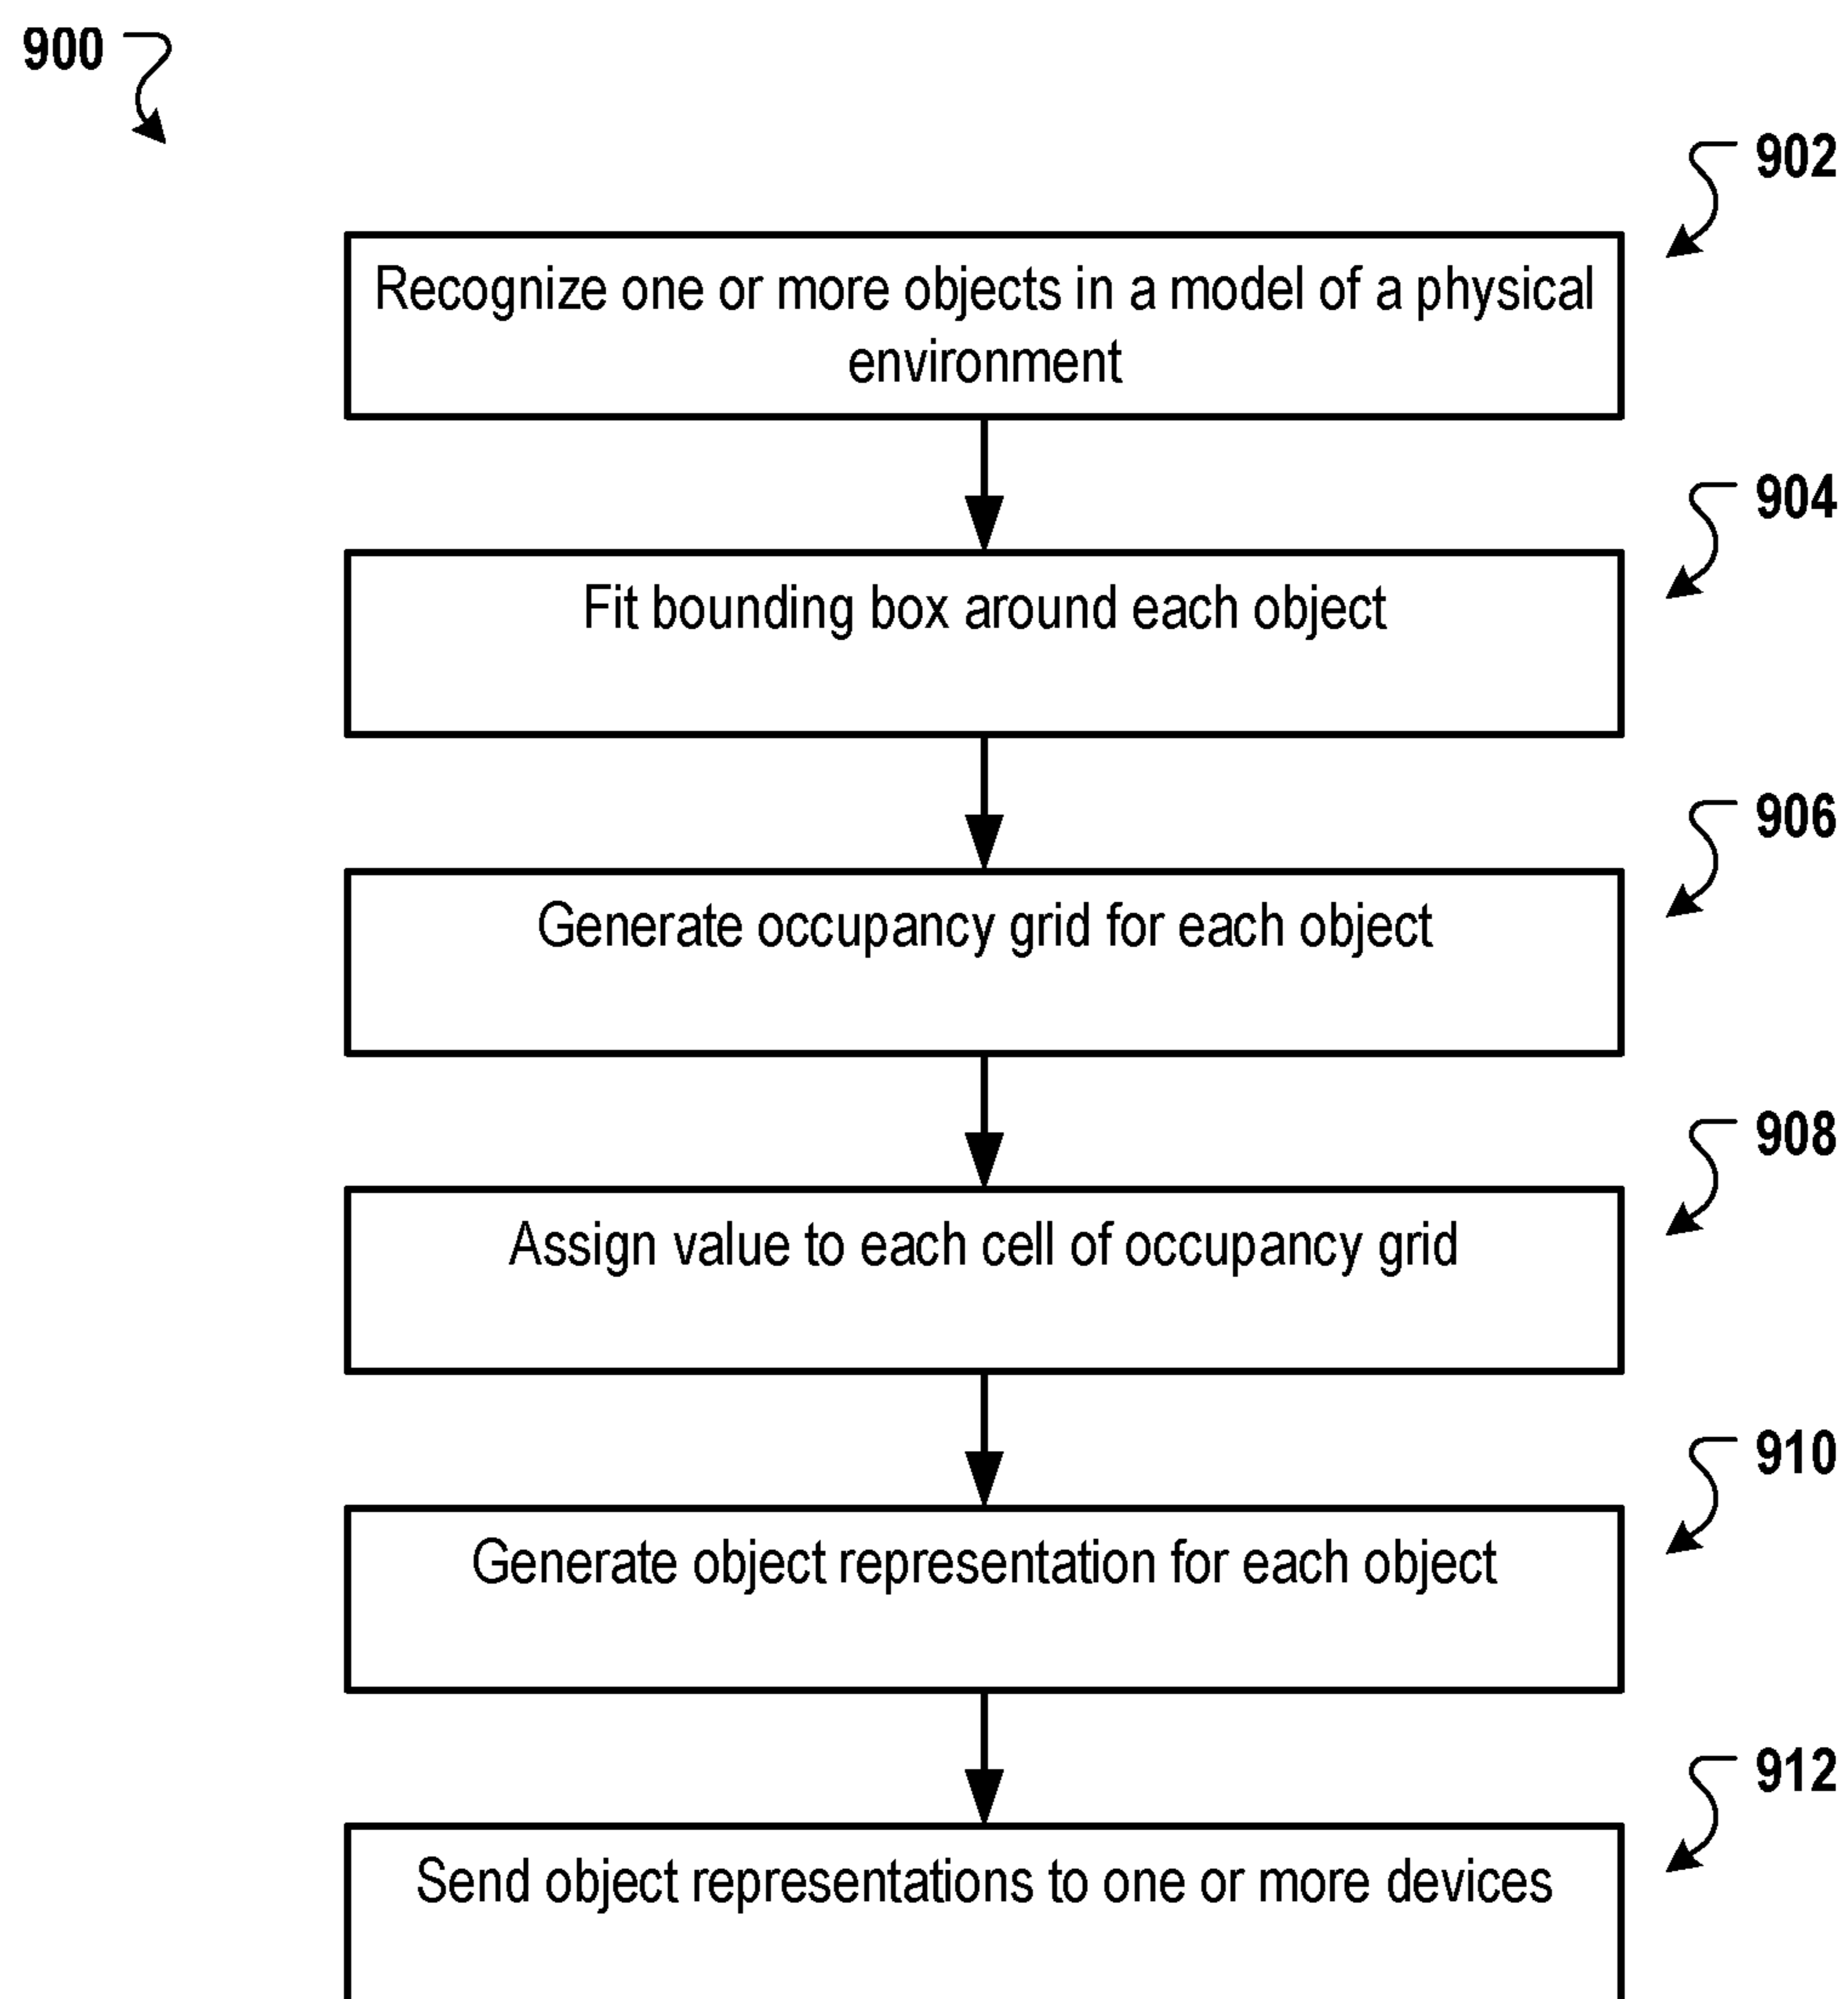 900
902
Recognize one or more objects in a model of a physical
environment
904
Fit bounding box around each object
906
Generate occupancy grid for each object
908
Assign value to each cell of occupancy grid
910
Generate object representation for each object
912
Send object representations to one or more devices